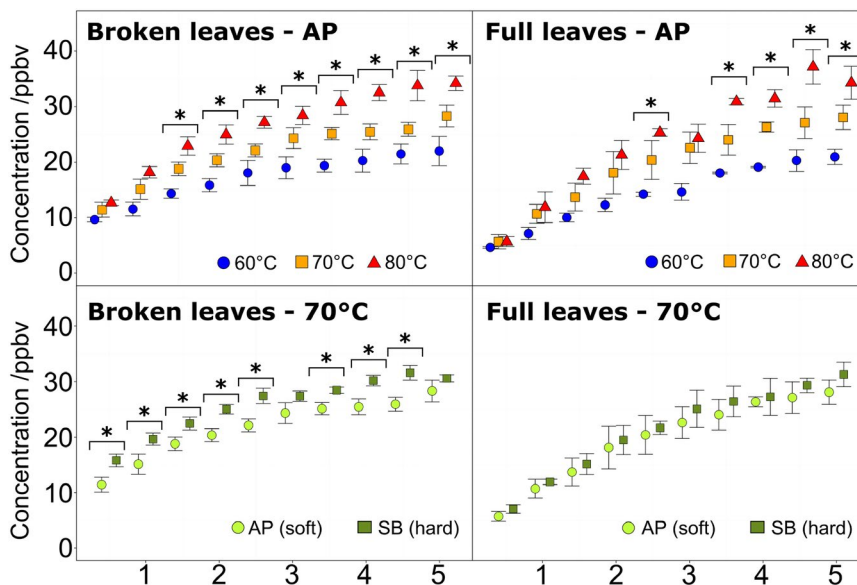 Broken leaves - AP
* * * * * * * *
Concentration /ppbv
40
30
20
10
0
60°C 70°C 80°C
Full leaves - AP
* * * * *
Broken leaves - 70°C
* * * * * * * *
Concentration /ppbv
40
30
20
10
0
AP (soft) SB (hard)
1 2 3 4 5
Full leaves - 70°C
AP (soft) SB (hard)
1 2 3 4 5
60°C 70°C 80°C